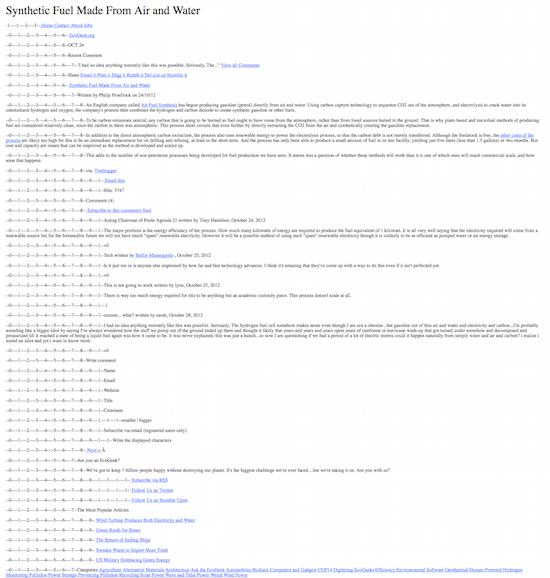 Synthetic Fuel Made From Air and Water
-1---1---2---3- Home Contact About Jobs
--0---1---2---3---4---5---6- EcoGeek.org
--0---1---2---3---4---5---6--OCT 24
--0---1---2---3---4---5---6--Recent Comment
--0---1---2---3---4---5---6---7--"I had no idea anything remotely like this was possible. Seriously, The..." View all Comments
--0---1---2---3---4---5---6--Share Email it Print it Digg it Reddit it Del.icio.us Stumble it
--0---1---2---3---4---5---6- Synthetic Fuel Made From Air and Water
--0---1---2---3---4---5---6---7--Written by Philip Proefrock on 24/10/12
--0---1---2---3---4---5---6---7---8--An English company called Air Fuel Synthesis has begun producing gasoline (petrol) directly from air and water. Using carbon capture technology to sequester CO2 out of the atmosphere, and electrolysis to crack water into its
constituent hydrogen and oxygen, the company's process then combines the hydrogen and carbon dioxide to create synthetic gasoline or other fuels.
--0---1---2---3---4---5---6---7---8--To be carbon emissions neutral, any carbon that is going to be burned as fuel ought to have come from the atmosphere, rather than from fossil sources buried in the ground. That is why plant-based and microbial methods of producing
fuel are considered relatively clean, since the carbon in them was previously carbon in the atmosphere. This process short circuits that even further by directly extracting the CO2 from the air and synthetically creating the gasoline replacement.
--0---1---2---3---4---5---6---7---8--In addition to the direct atmospheric carbon extraction, the process also uses renewable energy to power the electrolysis process, so that the carbon debt is not merely transferred. Although the feedstock is free, the other costs of the
process are likely too high for this to be an immediate replacement for oil drilling and refining, at least in the short term. And the process has only been able to produce a small amount of fuel in its test facility, yielding just five liters (less than 1.5 gallons) in two months. But
cost and capacity are issues that can be improved as the method is developed and scaled up.
--0---1---2---3---4---5---6---7---8--This adds to the number of non-petroleum processes being developed for fuel production we have seen. It seems less a question of whether these methods will work than it is one of which ones will reach commercial scale, and how
soon that happens.
--0---1---2---3---4---5---6---7---8--via: Treehugger
--0---1---2---3---4---5---6---7---8---9---1- Email this
--0---1---2---3---4---5---6---7---8---9---1--Hits: 3747
--0---1---2---3---4---5---6---7---8--Comments (4)
--0---1---2---3---4---5---6---7---8- Subscribe to this comment's feed
--0---1---2---3---4---5---6---7---8---9---1--Acting Chairman of Poole Agenda 21 written by Tony Hamilton, October 24, 2012
--0---1---2---3---4---5---6---7---8---9---1--The major problem is the energy efficiency of the process. How much many kilowatts of energy are required to produce the fuel equivalent of 1 kilowatt. It is all very well saying that the electricity required will come from a
renewable source but for the foreseeable future we will not have much "spare" renewable electricity. However it will be a possible method of using such "spare" renewable electricity though it is unlikely to be as efficient as pumped water or air energy storage.
--0---1---2---3---4---5---6---7---8---9---1--+0
--0---1---2---3---4---5---6---7---8---9---1--Tech written by Belfor Minneapolis , October 25, 2012
--0---1---2---3---4---5---6---7---8---9---1--Is it just me or is anyone else impressed by how far and fast technology advances. I think it's amazing that they've come up with a way to do this even if it isn't perfected yet.
--0---1---2---3---4---5---6---7---8---9---1--+0
--0---1---2---3---4---5---6---7---8---9---1--This is not going to work written by lyne, October 25, 2012
--0---1---2---3---4---5---6---7---8---9---1--There is way too much energy required for this to be anything but an academic curiosity piece. This process doesn't scale at all.
--0---1---2---3---4---5---6---7---8---9---1---1
--0---1---2---3---4---5---6---7---8---9---1--ummm... what? written by sarah, October 28, 2012
--0---1---2---3---4---5---6---7---8---9---1--I had no idea anything remotely like this was possible. Seriously, The hydrogen fuel cell somehow makes sense even though I am not a chemist...but gasoline out of thin air and water and electricity and carbon...I'm probably
sounding like a bigger idiot by saying I've always wondered how the stuff we pump out of the ground ended up there and thought it likely that years and years and years upon years of rainforest or hurricane wash-up that got turned under somehow and decomposed and
pressurized till it reached a state of being a liquid fuel again was how it came to be. It was never explained, this was just a hunch...so now I am questioning if we had a period of a lot of electric storms could it happen naturally from simply water and air and carbon? i realize i
sound an idiot and yet i want to know more.
--0---1---2---3---4---5---6---7---8---9---1--+0
--0---1---2---3---4---5---6---7---8--Write comment
--0---1---2---3---4---5---6---7---8---9---1--Name
--0---1---2---3---4---5---6---7---8---9---1--Email
--0---1---2---3---4---5---6---7---8---9---1--Website
--0---1---2---3---4---5---6---7---8---9---1--Title
--0---1---2---3---4---5---6---7---8---9---1--Comment
--0---1---2---3---4---5---6---7---8---9---1---1---1---1--smaller | bigger
--0---1---2---3---4---5---6---7---8---9---1--Subscribe via email (registered users only)
--0---1---2---3---4---5---6---7---8---9---1---1--Write the displayed characters
--0---1---2---3---4---5---6---7---8- Next > Â
--0---1---2---3---4---5---6---7--Are you an EcoGeek?
--0---1---2---3---4---5---6---7---8--We've got to keep 7 billion people happy without destroying our planet. It's the biggest challenge we've ever faced....but we're taking it on. Are you with us?
--0---1---2---3---4---5---6---7---8---9---1---1---1---1- Subscribe via RSS
--0---1---2---3---4---5---6---7---8---9---1---1---1---1- Follow Us on Twitter
--0---1---2---3---4---5---6---7---8---9---1---1---1---1- Follow Us on Stumble Upon
--0---1---2---3---4---5---6---7--The Most Popular Articles
--0---1---2---3---4---5---6---7---8---9- Wind Turbine Produces Both Electricity and Water
--0---1---2---3---4---5---6---7---8---9- Green Roofs for Buses
--0---1---2---3---4---5---6---7---8---9- The Return of Sailing Ships
--0---1---2---3---4---5---6---7---8---9- Sweden Wants to Import More Trash
--0---1---2---3---4---5---6---7---8---9- US Military Embracing Green Energy
--0---1---2---3---4---5---6---7--Categories Agriculture Alternative Materials Architecture Ask the EcoGeek Automobiles Biofuels Computers and Gadgets COP14 Digitizing EcoGeeks Efficiency Environmental Software Geothermal Human Powered Hydrogen
Monitoring Pollution Power Storage Preventing Pollution Recycling Solar Power Wave and Tidal Power Weird Wind Power